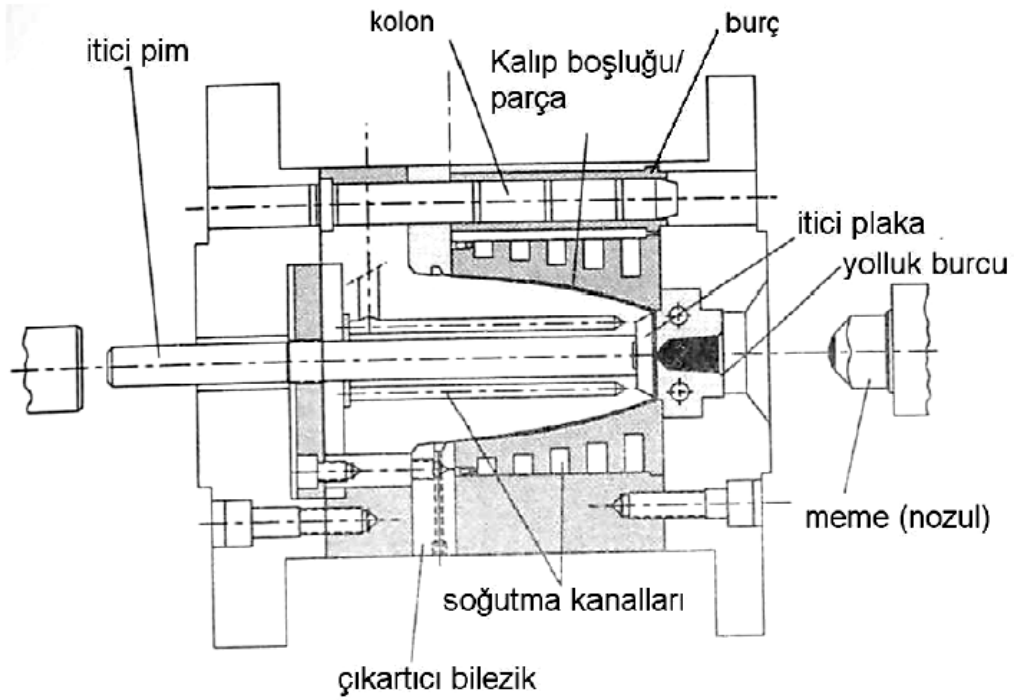 kolon
burç
itici pim
Kalıp boşluğu/
parça
itici plaka
yolluk burcu
meme (nozul)
soğutma kanalları
çıkartıcı bilezik